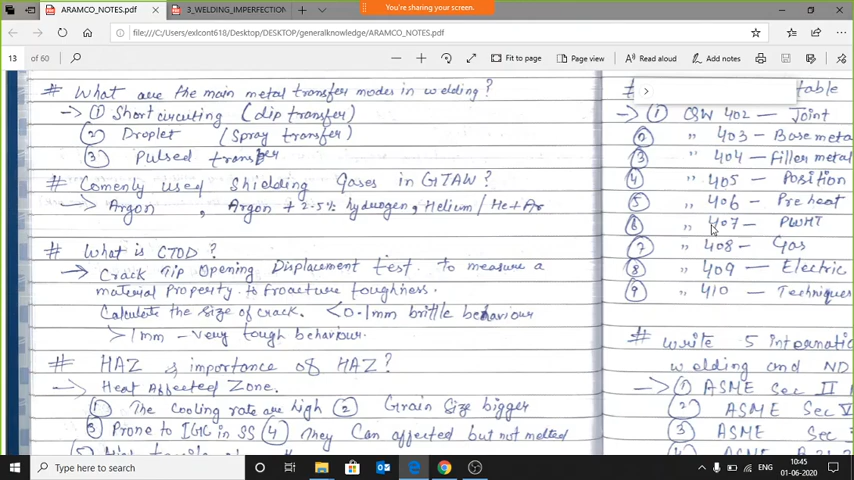 ARAMCO_NOTES.pdf
3_WELDING_IMPERFECTION
You're sharing your screen.
file:///C:/Users/exlcont618/Desktop/DESKTOP/generalknowledge/ARAMCO_NOTES.pdf
13 of 60
Fit to page
Page view
Read aloud
Add notes
# What are the main metal transfer modes in welding?
→ ① Short circuiting (dip transfer)
② Droplet (Spray transfer)
③ Pulsed transfer
# Comenly used Shielding gases in GTAW?
→ Argon , Argon + 2.5% hydrogen, Helium / He + Ar
# What is CTOD?
→ Crack Tip Opening Displacement test. To measure a
material Property to froacture toughness.
Calculate the size of crack. < 0.1mm brittle behaviour
> 1mm - very tough behaviour.
# HAZ & importance of HAZ?
→ Heat Affected Zone.
① The cooling rate are high ② Grain Size bigger
③ Prone to IGC in SS ④ They Can affected but not melted
table
→ ① QSW 402 - Joint
② " 403 - Base meta
③ " 404 - Filler metal
④ " 405 - Position
⑤ " 406 - Pre heat
⑥ " 407 - PWHT
⑦ " 408 - Gas
⑧ " 409 - Electric
⑨ " 410 - Techniques
# Write 5 internatic
welding and ND
→ ① ASME Sec II
② ASME Sec V
③ ASME Sec
Type here to search
ENG
10:45
01-06-2020